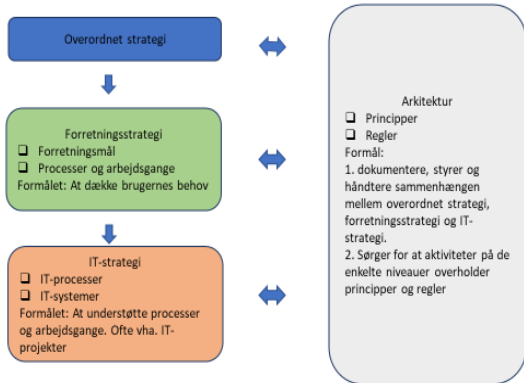 Overordnet strategi
Forretningsstrategi
❑ Forretningsmål
❑ Processer og arbejdsgange
Formålet: At dække brugernes behov
IT-strategi
❑ IT-processer
❑ IT-systemer
Formålet: At understøtte processer
og arbejdsgange. Ofte vha. IT-
projekter
Arkitektur
❑ Principper
❑ Regler
Formål:
1. dokumentere, styrer og
håndtere sammenhængen
mellem overordnet strategi,
forretningsstrategi og IT-
strategi.
2. Sørger for at aktiviteter på de
enkelte niveauer overholder
principper og regler